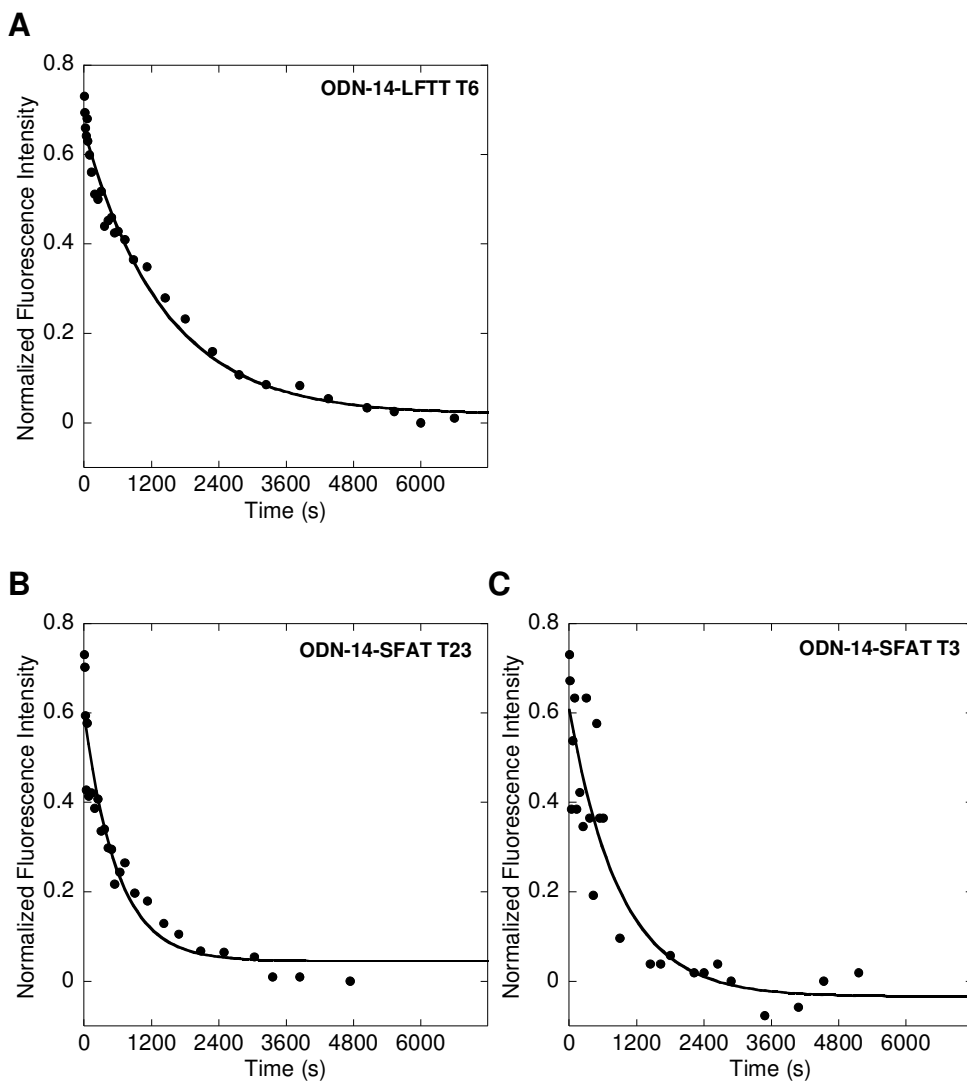 A
ODN-14-LFTT T6
Normalized Fluorescence Intensity
0.8
0.6
0.4
0.2
0
0 1200 2400 3600 4800 6000
Time (s)
B
ODN-14-SFAT T23
Normalized Fluorescence Intensity
0.8
0.6
0.4
0.2
0
0 1200 2400 3600 4800 6000
Time (s)
C
ODN-14-SFAT T3
Normalized Fluorescence Intensity
0.8
0.6
0.4
0.2
0
0 1200 2400 3600 4800 6000
Time (s)